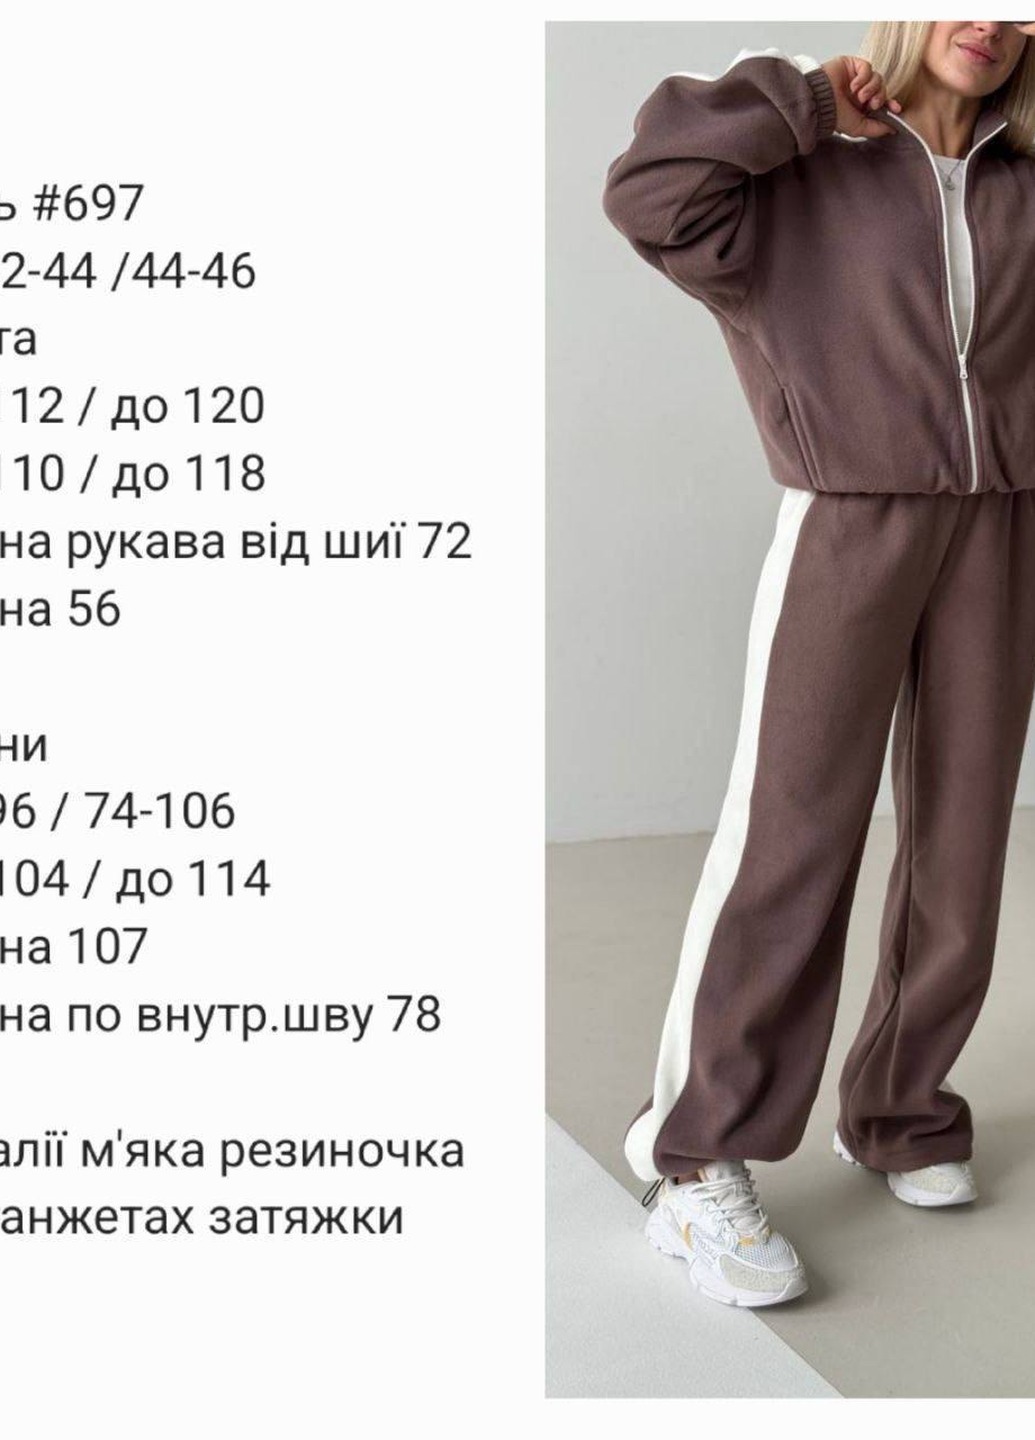 ь #697
2-44 /44-46
та
112 / до 120
110 / до 118
на рукава від шиї 72
на 56
ни
96 / 74-106
104 / до 114
на 107
на по внутр.шву 78
алії м'яка резиночка
анжетах затяжки